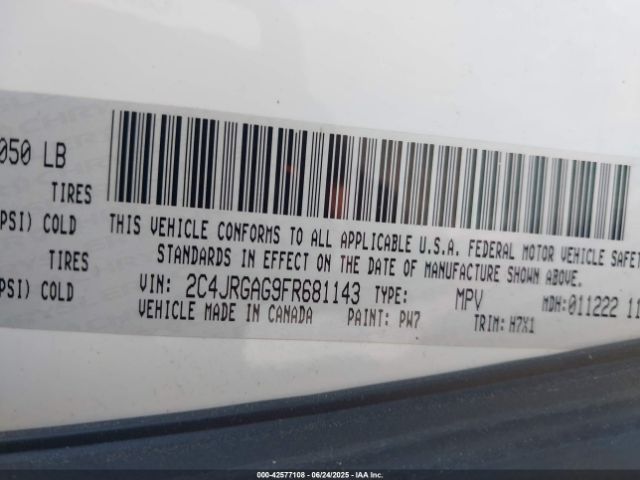 050 LB
TIRES
PSI) COLD
TIRES
PSI) COLD
THIS VEHICLE CONFORMS TO ALL APPLICABLE U.S.A. FEDERAL MOTOR VEHICLE SAFET
STANDARDS IN EFFECT ON THE DATE OF MANUFACTURE SHOWN ABOVE.
VIN: 2C4JRGAG9FR681143 TYPE: MPV MDH:011222 11
VEHICLE MADE IN CANADA PAINT: PW7 TRIM: H7X1
000-42577108 - 06/24/2025 - IAA Inc.